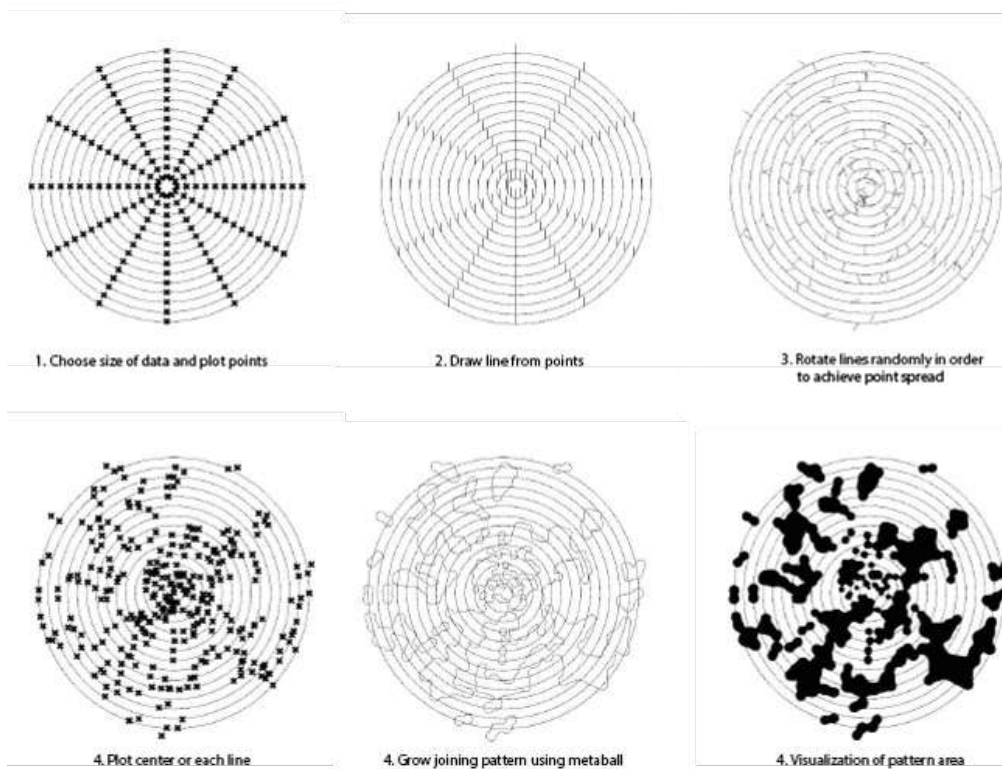 1. Choose size of data and plot points
2. Draw line from points
3. Rotate lines randomly in order
to achieve point spread
4. Plot center or each line
4. Grow joining pattern using metaball
4. Visualization of pattern area